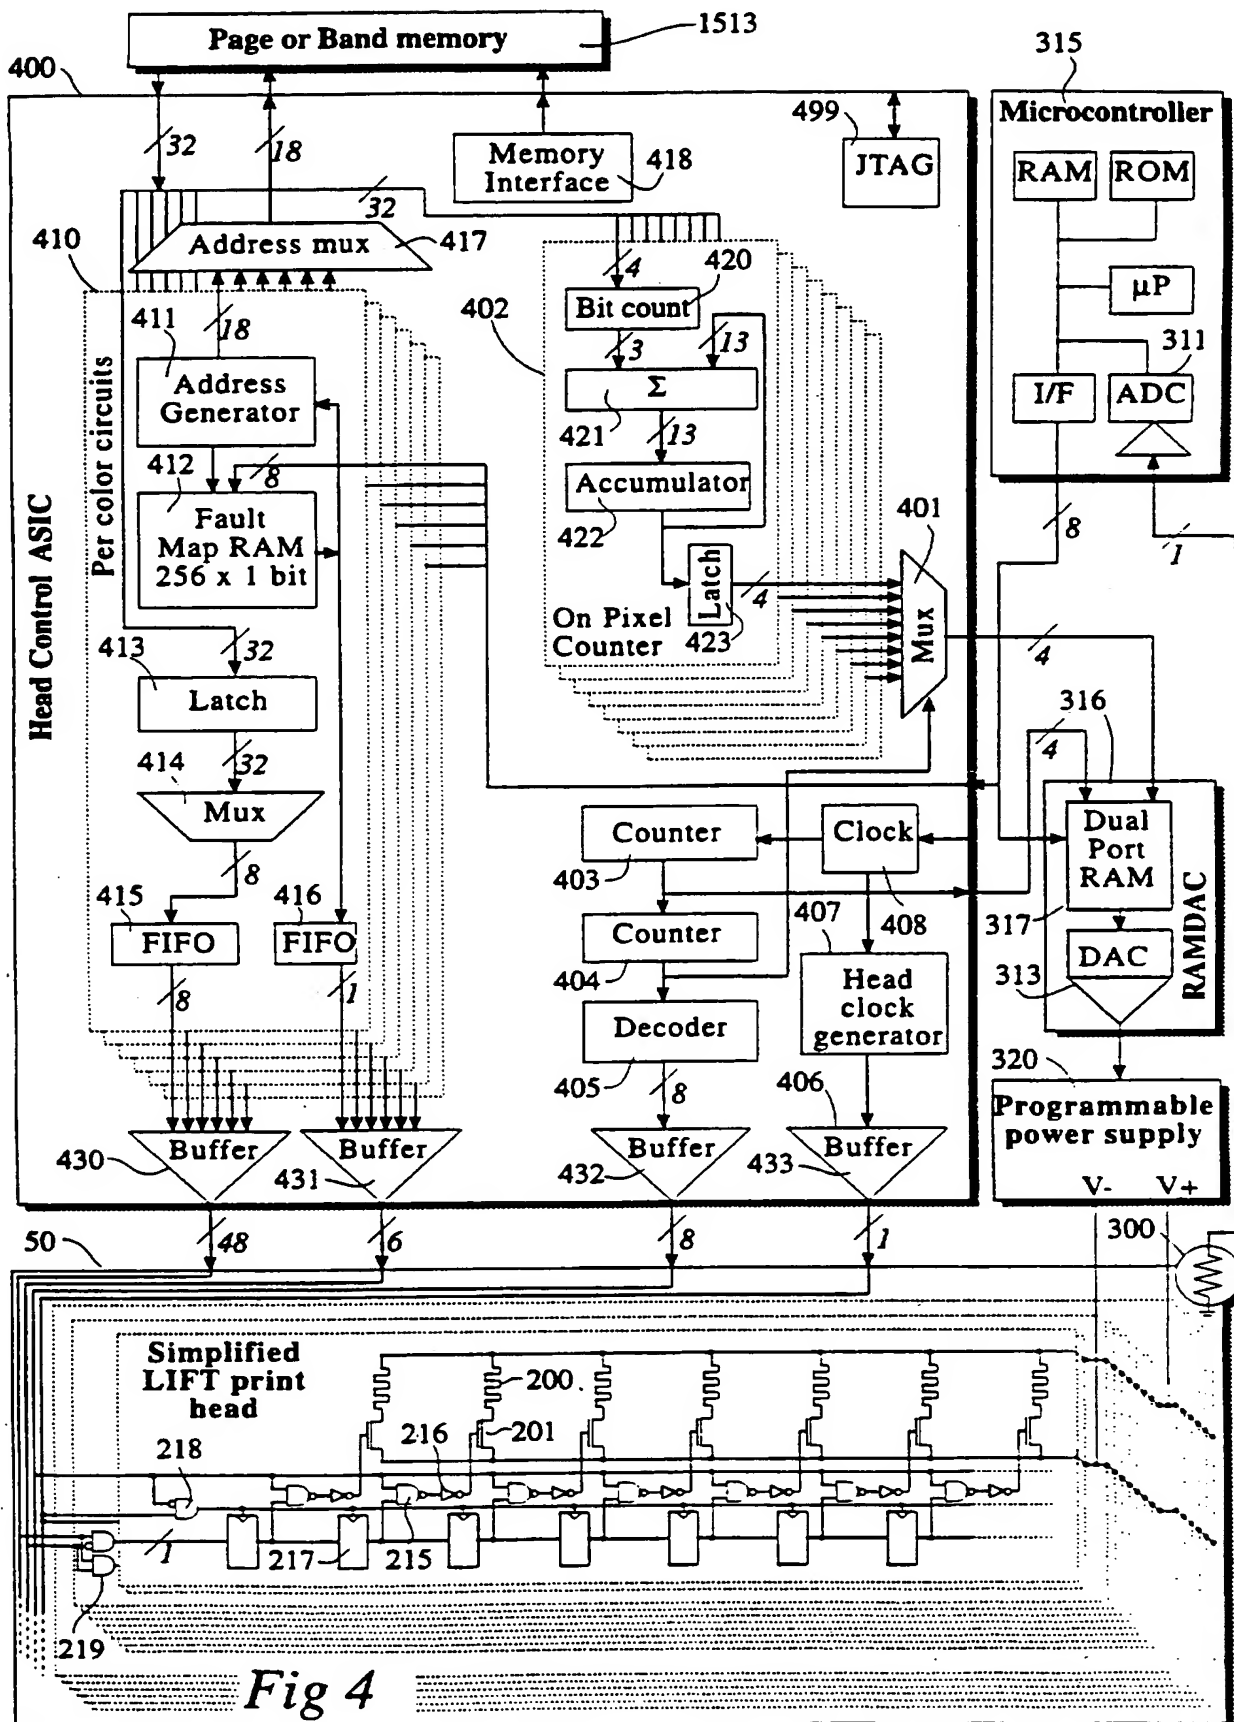 Page or Band memory
1513
400
32
18
32
Memory
Interface
418
499
JTAG
315
Microcontroller
RAM
ROM
µP
311
I/F
ADC
8
1
410
Address mux
417
411
18
Address
Generator
412
8
Fault
Map RAM
256 x 1 bit
Per color circuits
Head Control ASIC
413
32
Latch
32
414
Mux
8
415
416
FIFO
FIFO
8
1
402
4
420
Bit count
3
13
Σ
421
13
Accumulator
422
Latch
4
423
On Pixel
Counter
401
Mux
4
4
316
Dual
Port
RAM
317
DAC
313
RAMDAC
Counter
403
Clock
408
Counter
404
407
Head
clock
generator
Decoder
405
8
406
320
Programmable
power supply
V-
V+
Buffer
430
Buffer
431
Buffer
432
Buffer
433
50
48
6
8
1
300
Simplified
LIFT print
head
200
201
216
218
1
217
215
219
Fig 4